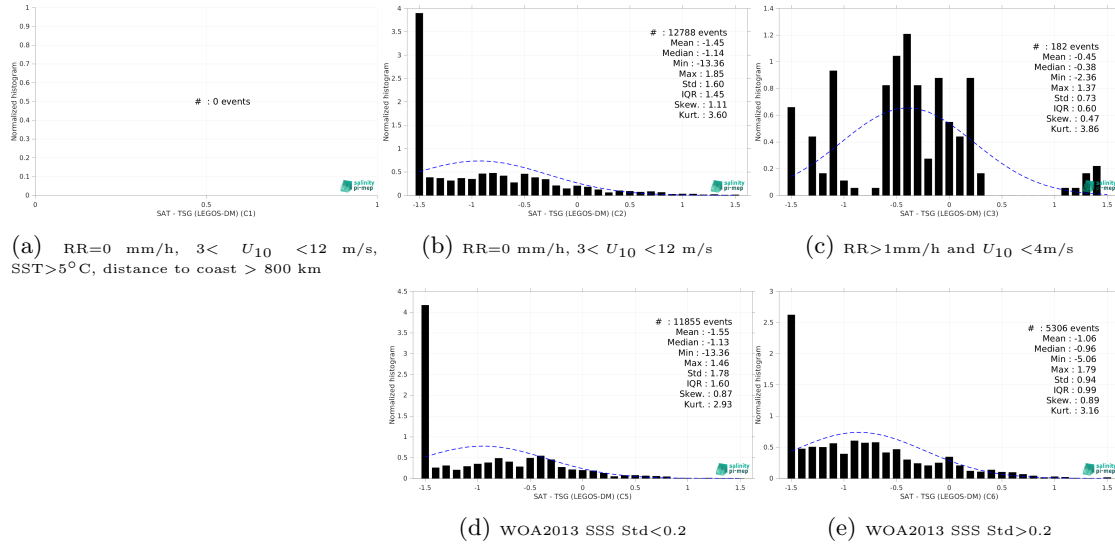 1
0.9
0.8
0.7
0.6
0.5
0.4
0.3
0.2
0.1
0
Normalized histogram
# : 0 events
salinity
pi-mep
0
0.5
1
SAT - TSG (LEGOS-DM) (C1)
(a) RR=0 mm/h, 3< U10 <12 m/s,
SST>5°C, distance to coast > 800 km
4
3.5
3
2.5
2
1.5
1
0.5
0
Normalized histogram
# : 12788 events
Mean : -1.45
Median : -1.14
Min : -13.36
Max : 1.85
Std : 1.60
IQR : 1.45
Skew. : 1.11
Kurt. : 3.60
salinity
pi-mep
-1.5
-1
-0.5
0
0.5
1
1.5
SAT - TSG (LEGOS-DM) (C2)
(b) RR=0 mm/h, 3< U10 <12 m/s
1.4
1.2
1
0.8
0.6
0.4
0.2
0
Normalized histogram
# : 182 events
Mean : -0.45
Median : -0.38
Min : -2.36
Max : 1.37
Std : 0.73
IQR : 0.60
Skew. : 0.47
Kurt. : 3.86
salinity
pi-mep
-1.5
-1
-0.5
0
0.5
1
1.5
SAT - TSG (LEGOS-DM) (C3)
(c) RR>1mm/h and U10 <4m/s
4.5
4
3.5
3
2.5
2
1.5
1
0.5
0
Normalized histogram
# : 11855 events
Mean : -1.55
Median : -1.13
Min : -13.36
Max : 1.46
Std : 1.78
IQR : 1.60
Skew. : 0.87
Kurt. : 2.93
salinity
pi-mep
-1.5
-1
-0.5
0
0.5
1
1.5
SAT - TSG (LEGOS-DM) (C5)
(d) WOA2013 SSS Std<0.2
3
2.5
2
1.5
1
0.5
0
Normalized histogram
# : 5306 events
Mean : -1.06
Median : -0.96
Min : -5.06
Max : 1.79
Std : 0.94
IQR : 0.99
Skew. : 0.89
Kurt. : 3.16
salinity
pi-mep
-1.5
-1
-0.5
0
0.5
1
1.5
SAT - TSG (LEGOS-DM) (C6)
(e) WOA2013 SSS Std>0.2